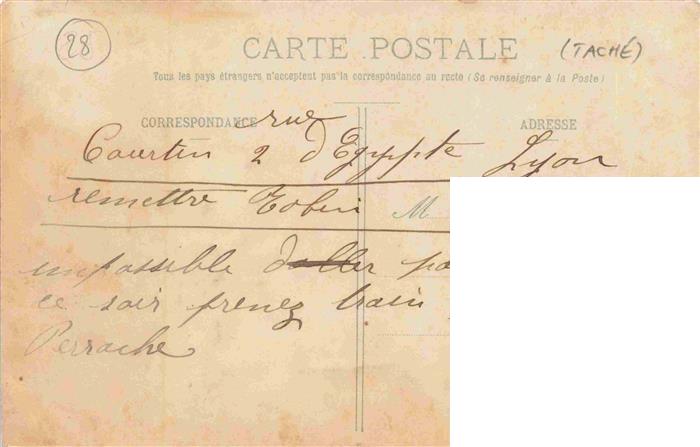 28
CARTE POSTALE
(TACHÉ)
Tous les pays étrangers n'acceptent pas la correspondance au recto (Se renseigner à la Poste)
CORRESPONDANCE
ADRESSE
rue
Courtin 2 d'Egypte Lyon
remettre Tobin M
impossible d'aller
ce soir prenez train
Perrache